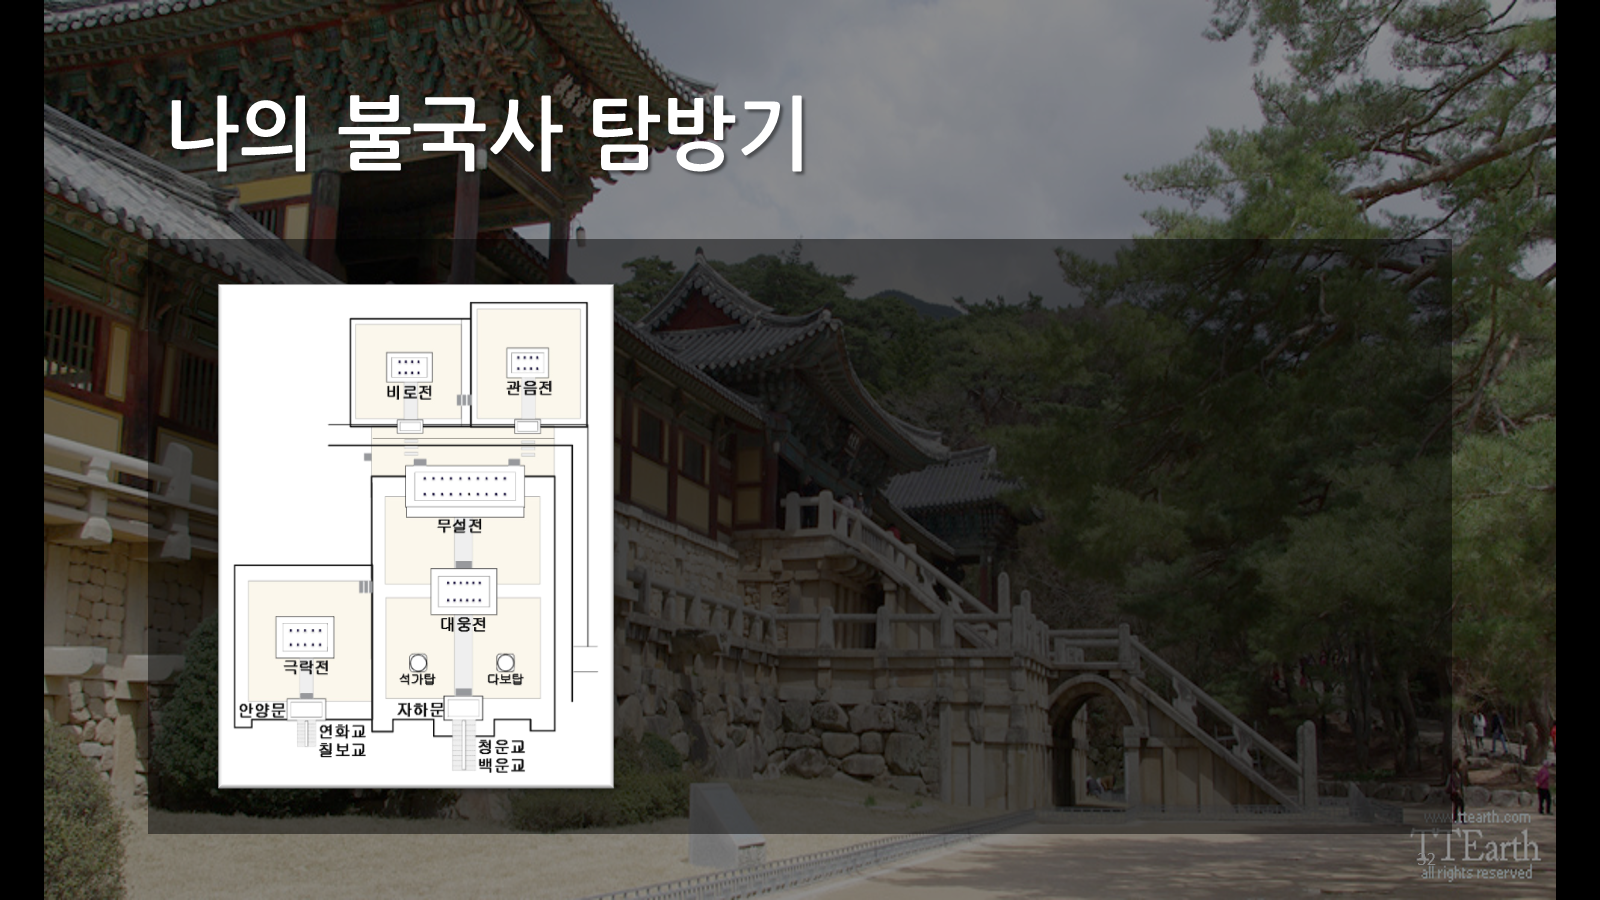 나의 불국사 탐방기
비로전
관음전
무설전
대웅전
석가탑
다보탑
극락전
안양문
자하문
연화교
칠보교
청운교
백운교
www.ttearth.com
TTEarth
32
all rights reserved